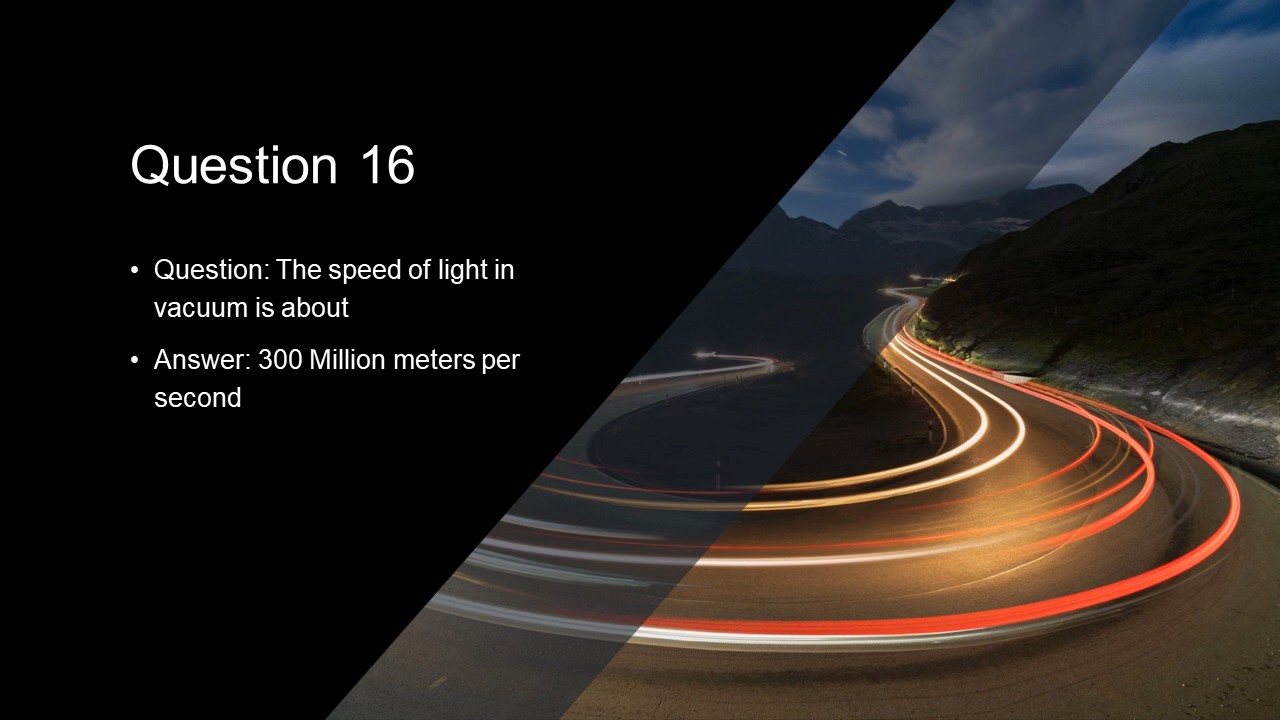 Question 16
• Question: The speed of light in
vacuum is about
• Answer: 300 Million meters per
second